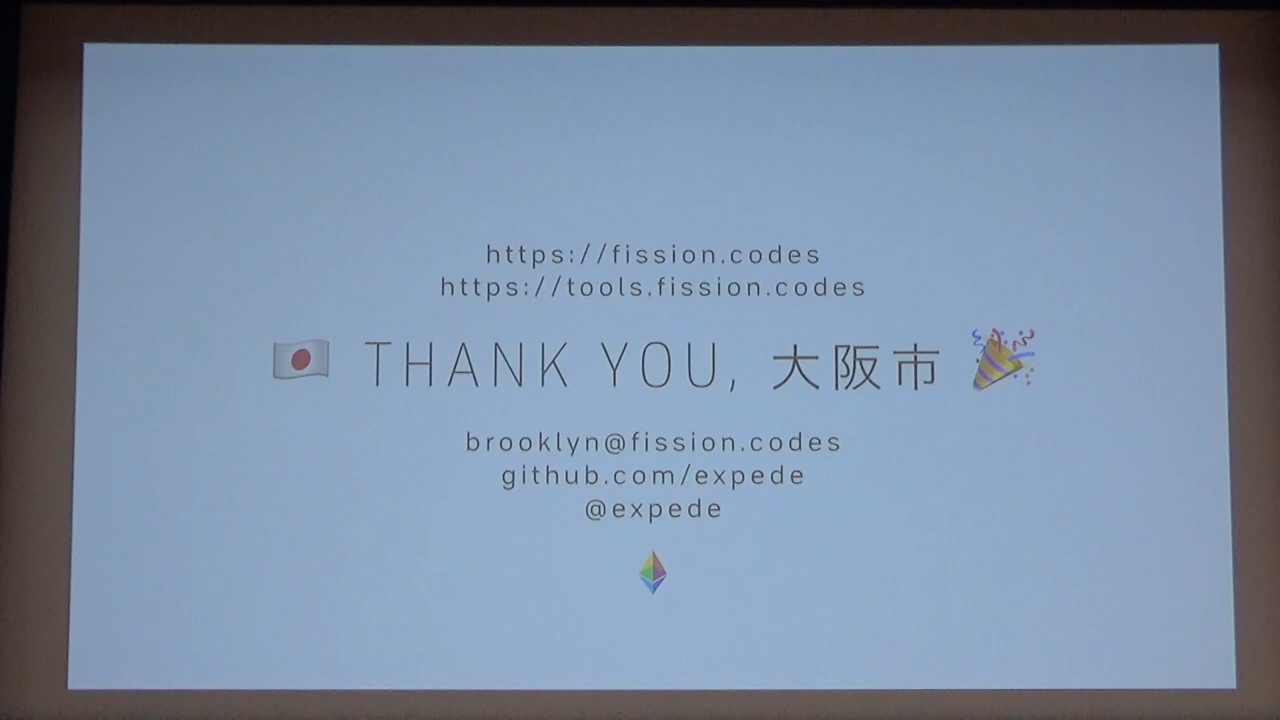 https://fission.codes
https://tools.fission.codes
🇯🇵 THANK YOU, 大阪市 🎉
brooklyn@fission.codes
github.com/expede
@expede